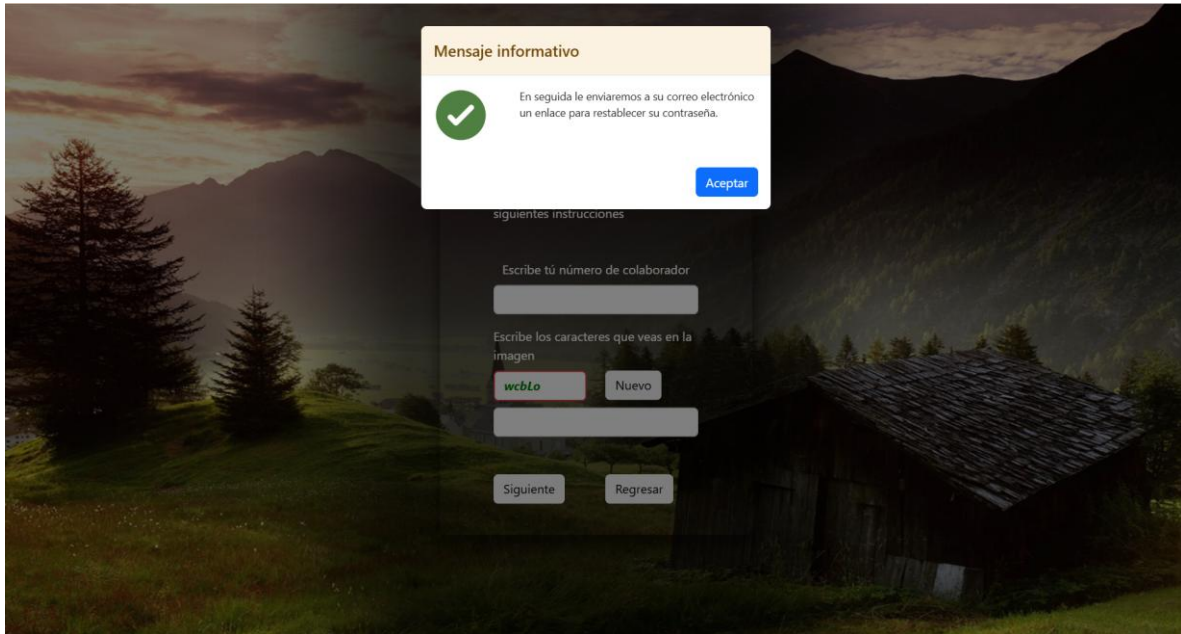 Mensaje informativo
En seguida le enviaremos a su correo electrónico
un enlace para restablecer su contraseña.
Aceptar
siguientes instrucciones
Escribe tú número de colaborador
Escribe los caracteres que veas en la
imagen
wcbLo
Nuevo
Siguiente
Regresar